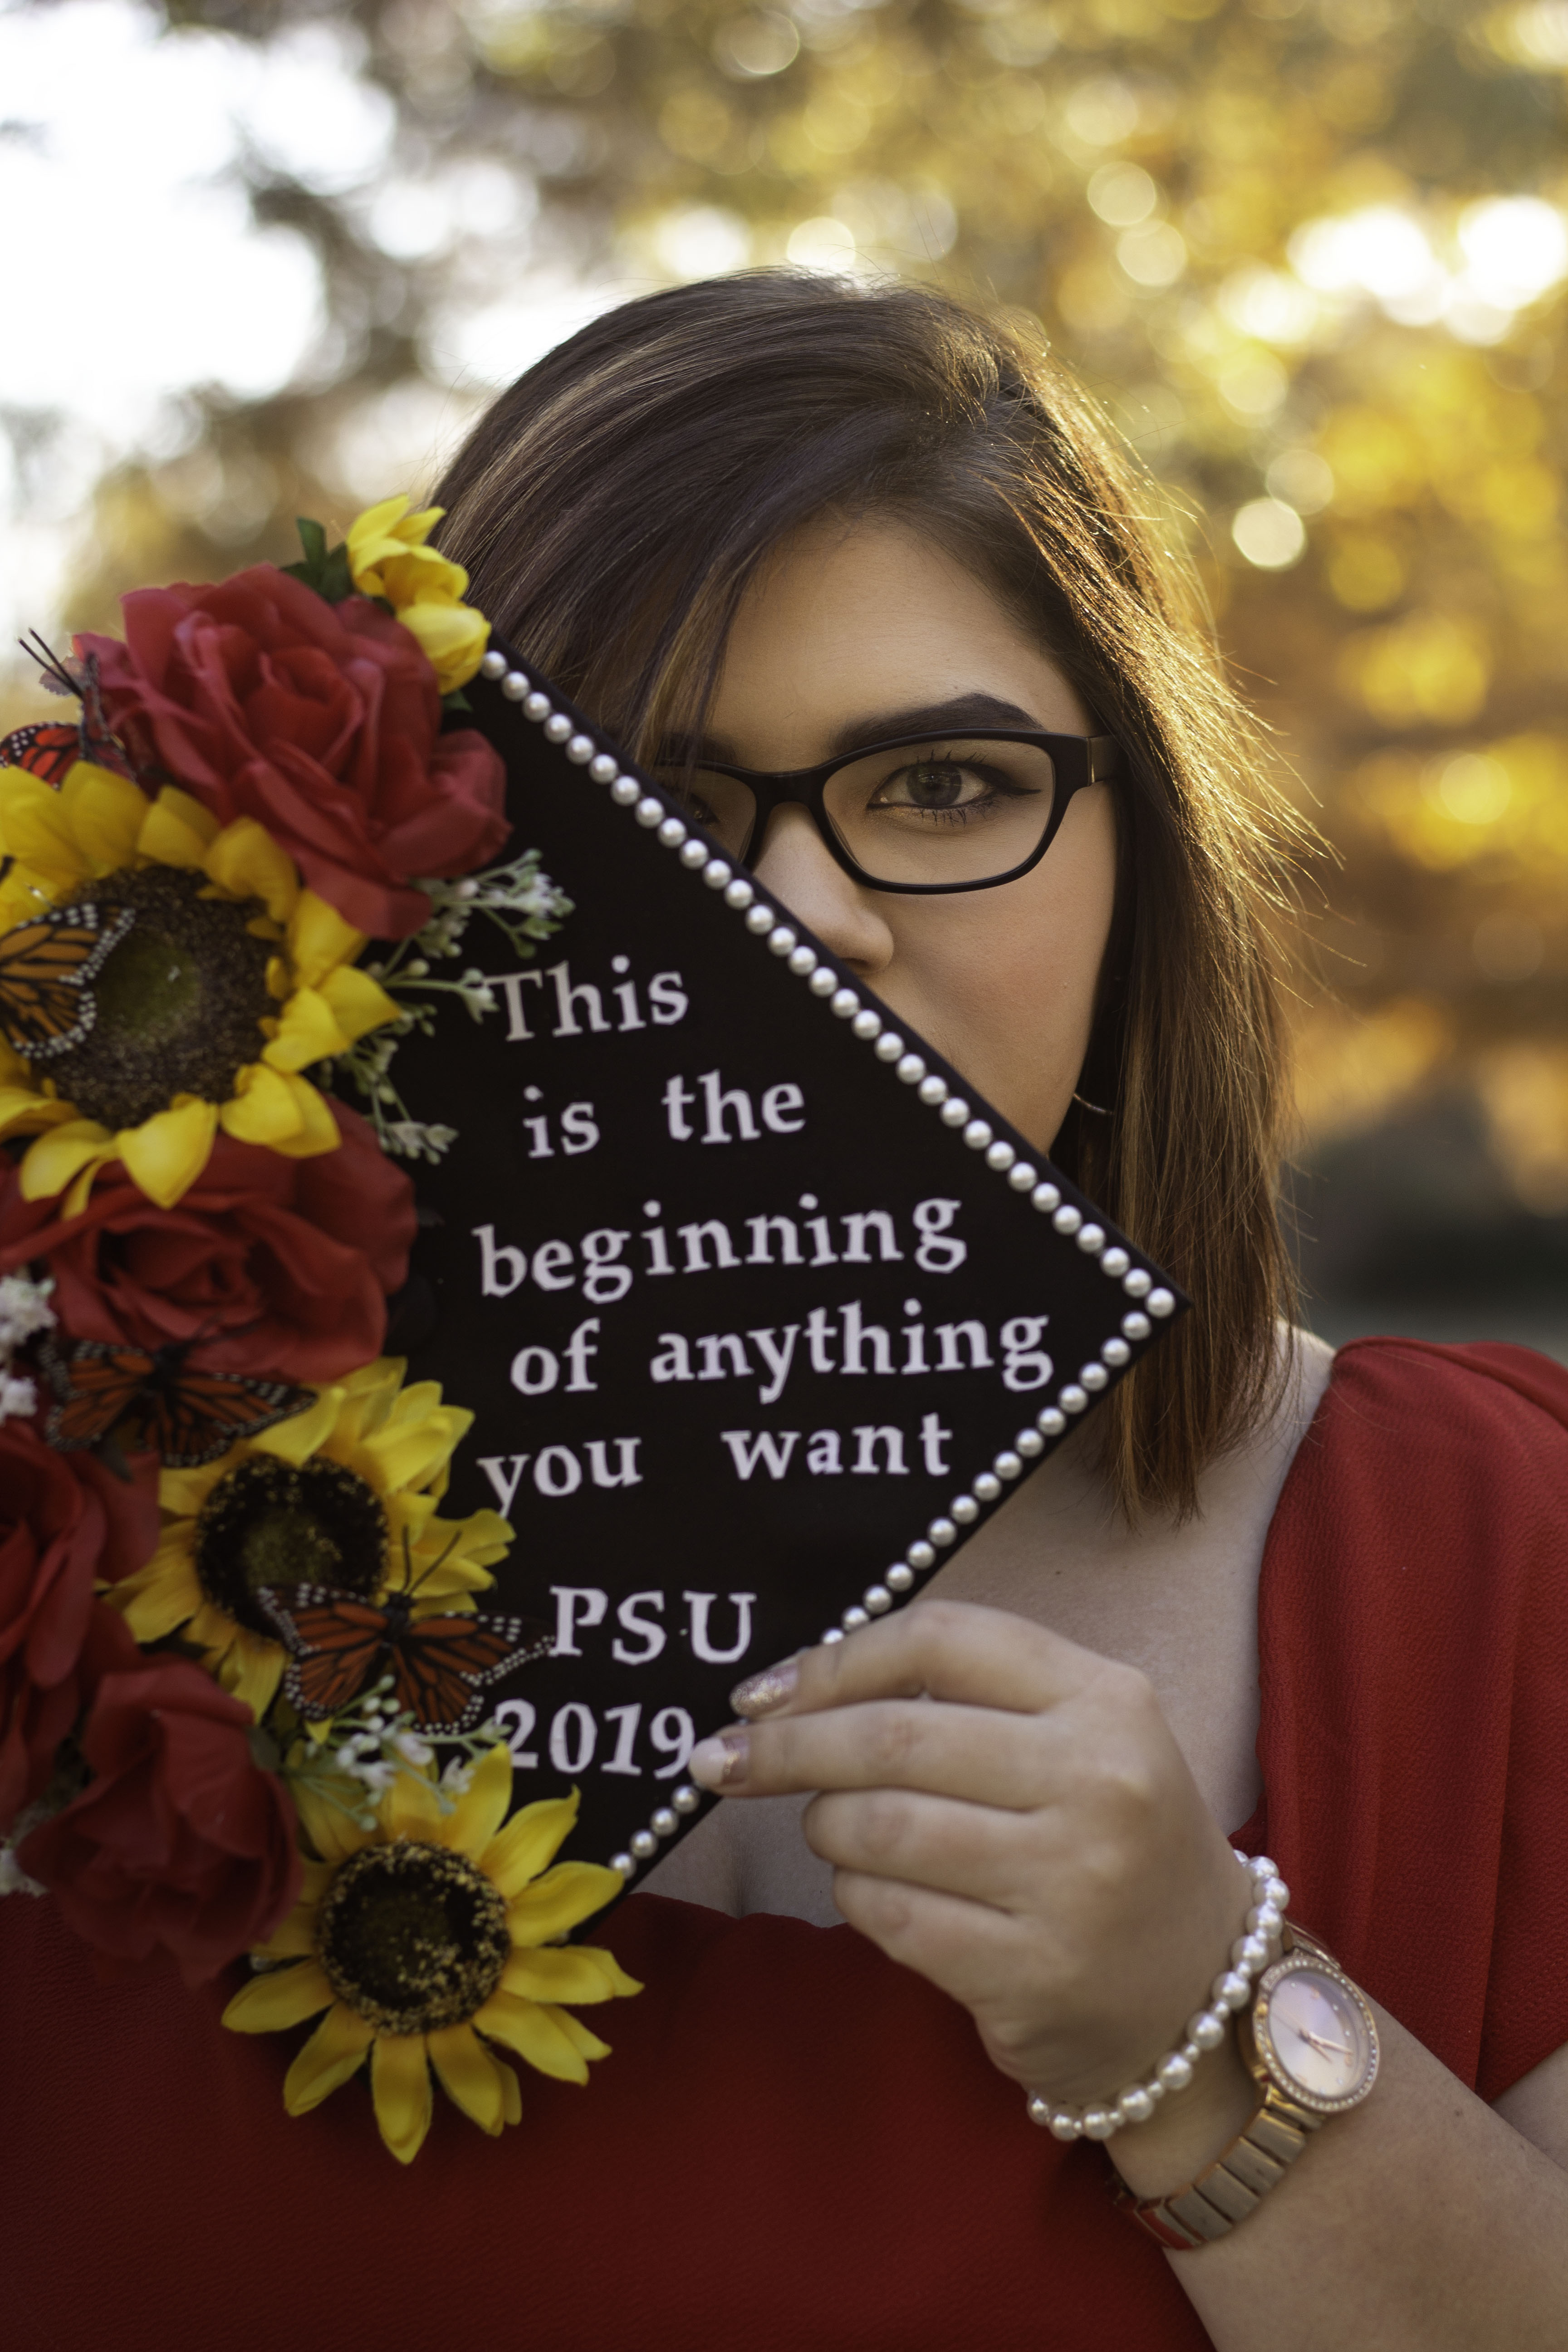 This
is the
beginning
of anything
you want
PSU
2019